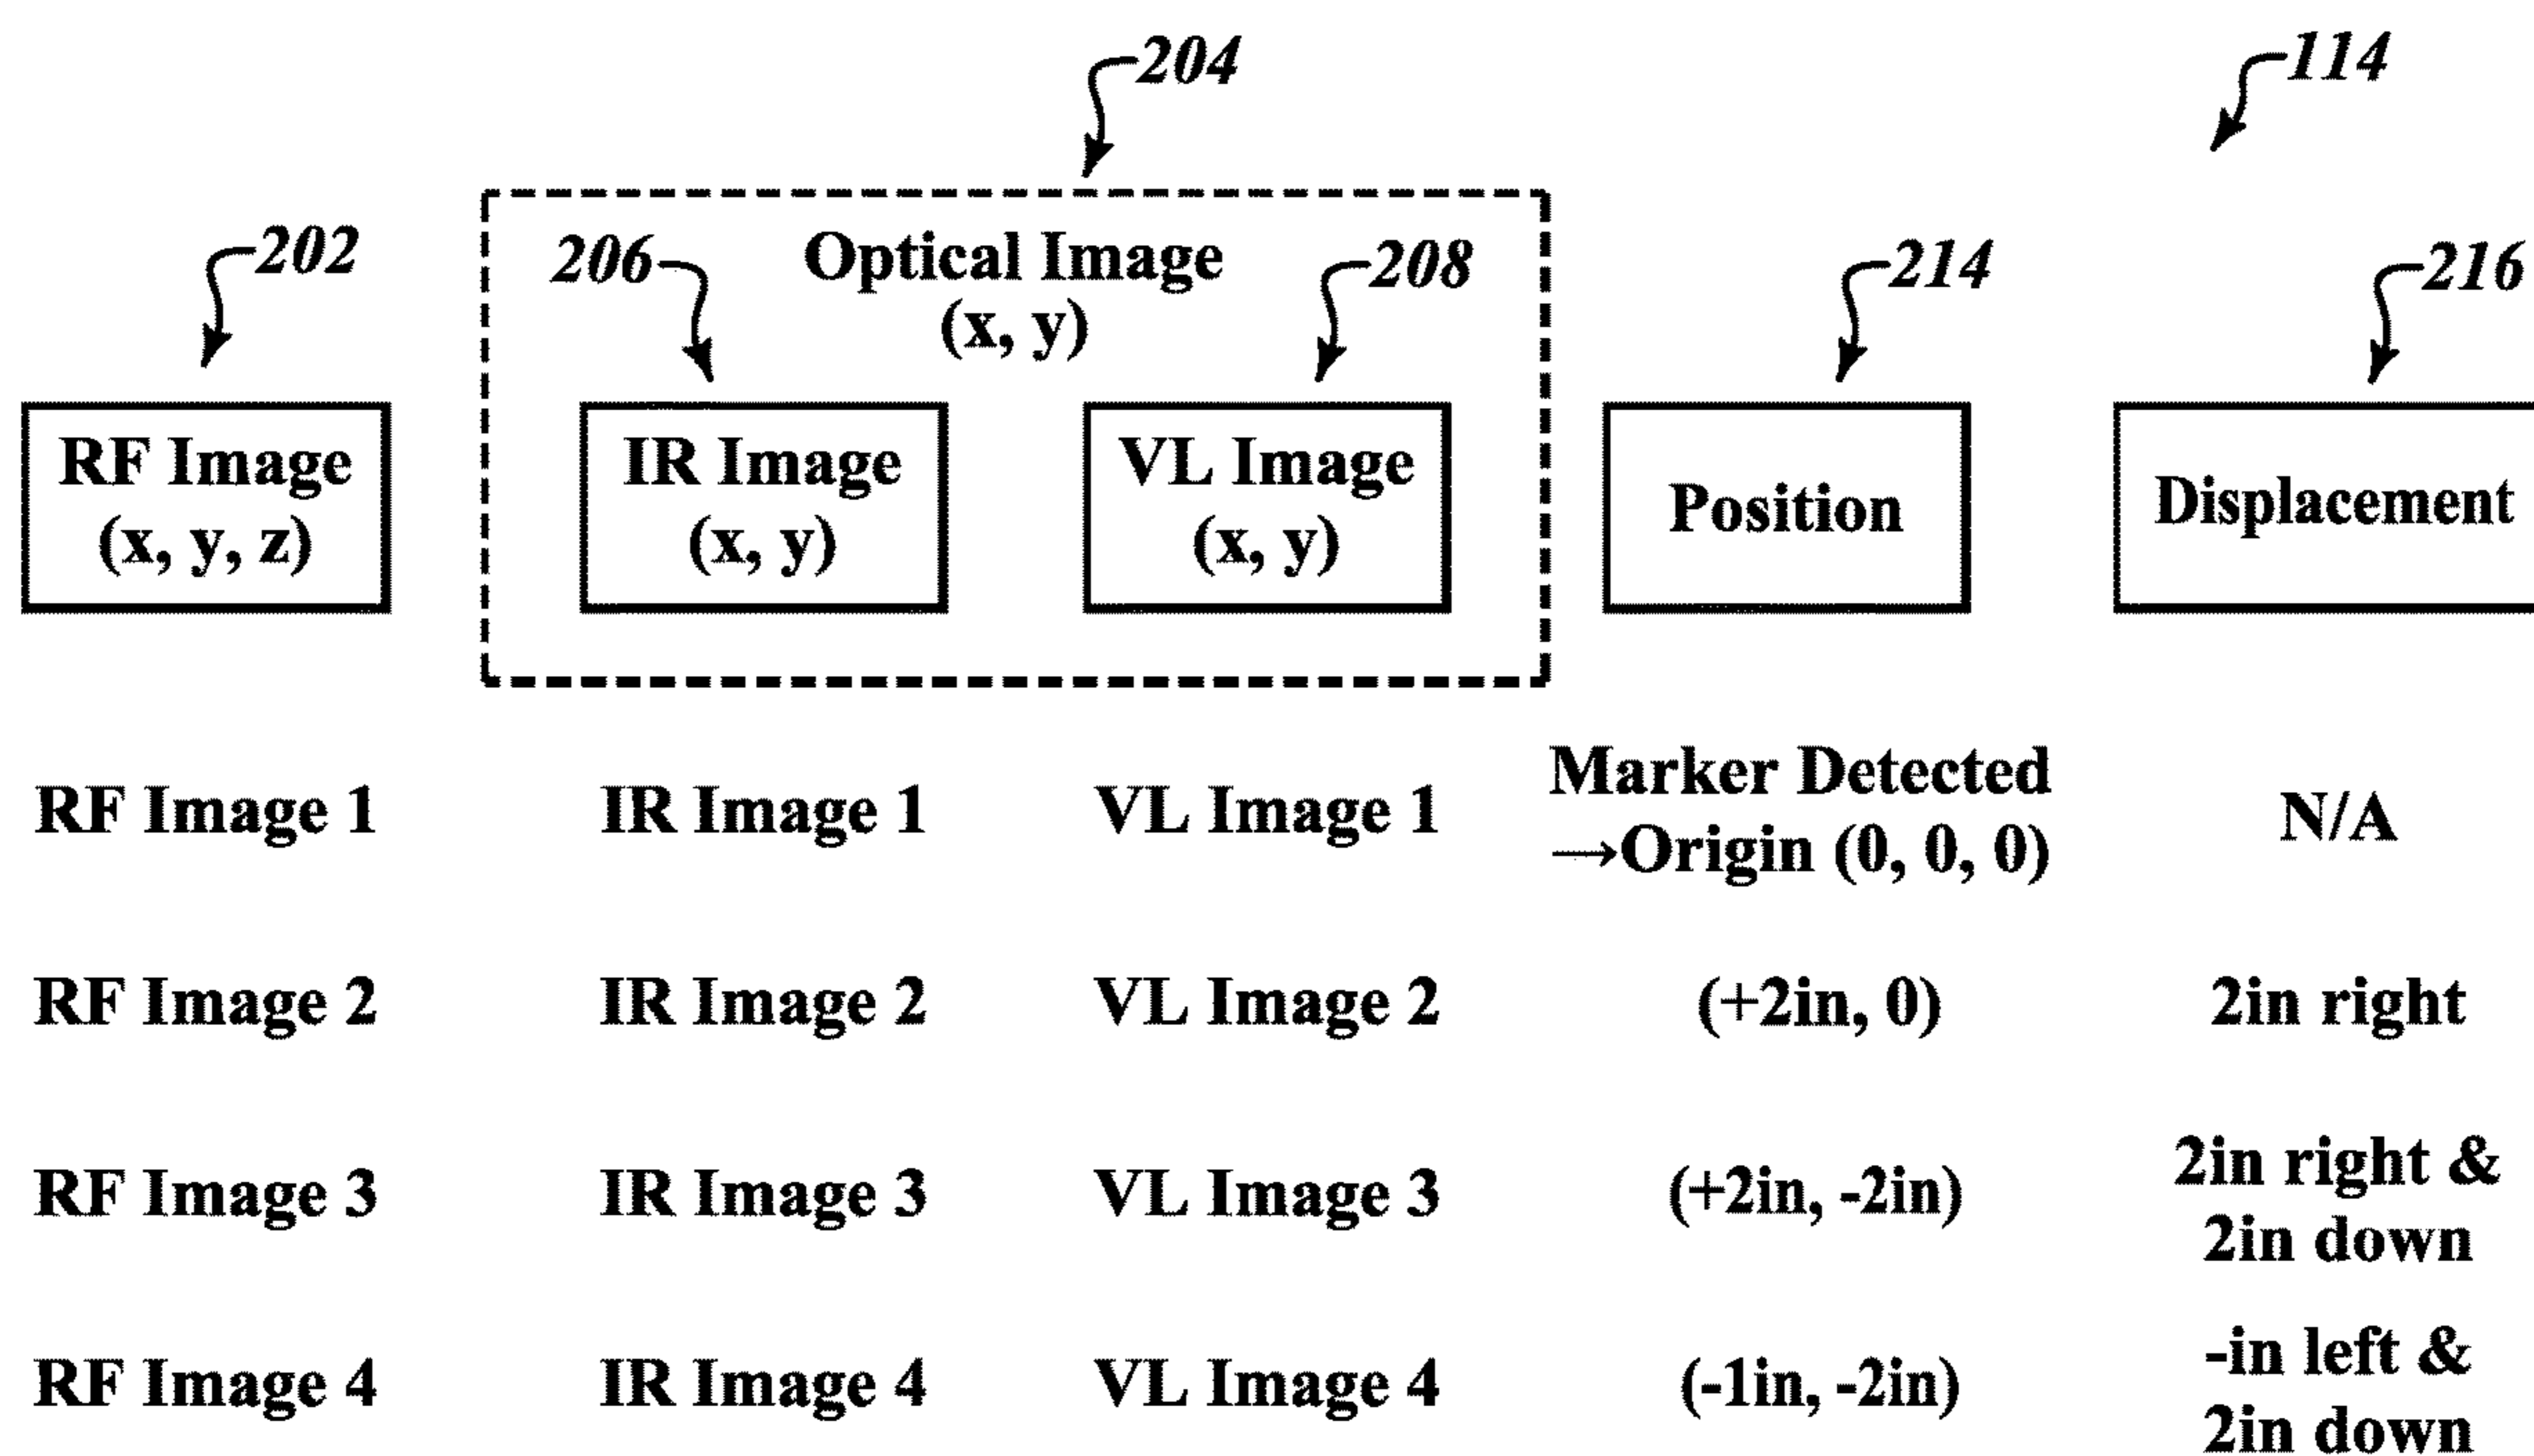 204
114
202
206
Optical Image
(x, y)
208
214
216
RF Image
(x, y, z)
IR Image
(x, y)
VL Image
(x, y)
Position
Displacement
RF Image 1
IR Image 1
VL Image 1
Marker Detected
→Origin (0, 0, 0)
N/A
RF Image 2
IR Image 2
VL Image 2
(+2in, 0)
2in right
RF Image 3
IR Image 3
VL Image 3
(+2in, -2in)
2in right &
2in down
RF Image 4
IR Image 4
VL Image 4
(-1in, -2in)
-in left &
2in down